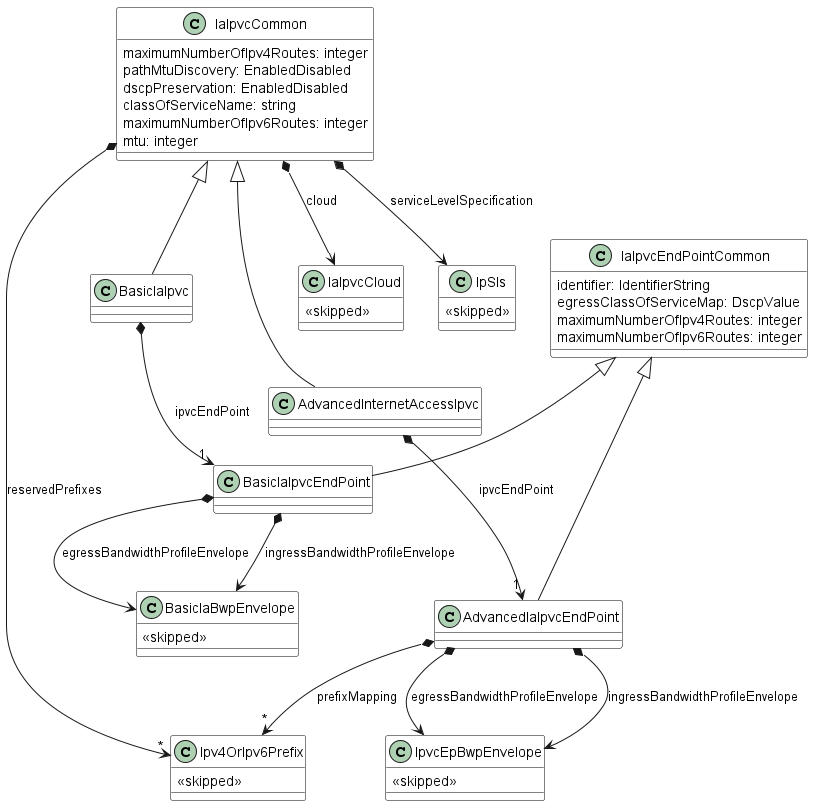 C IaIpvcCommon
maximumNumberOfIpv4Routes: integer
pathMtuDiscovery: EnabledDisabled
dscpPreservation: EnabledDisabled
classOfServiceName: string
maximumNumberOfIpv6Routes: integer
mtu: integer
cloud
serviceLevelSpecification
C IaIpvcEndPointCommon
identifier: IdentifierString
egressClassOfServiceMap: DscpValue
maximumNumberOfIpv4Routes: integer
maximumNumberOfIpv6Routes: integer
C BasicIaIpvc
C IaIpvcCloud
«skipped»
C IpSls
«skipped»
ipvcEndPoint
1
C AdvancedInternetAccessIpvc
reservedPrefixes
C BasicIaIpvcEndPoint
ipvcEndPoint
1
egressBandwidthProfileEnvelope
ingressBandwidthProfileEnvelope
C BasicIaBwpEnvelope
«skipped»
C AdvancedIaIpvcEndPoint
prefixMapping
egressBandwidthProfileEnvelope
ingressBandwidthProfileEnvelope
*
*
C Ipv4OrIpv6Prefix
«skipped»
C IpvcEpBwpEnvelope
«skipped»